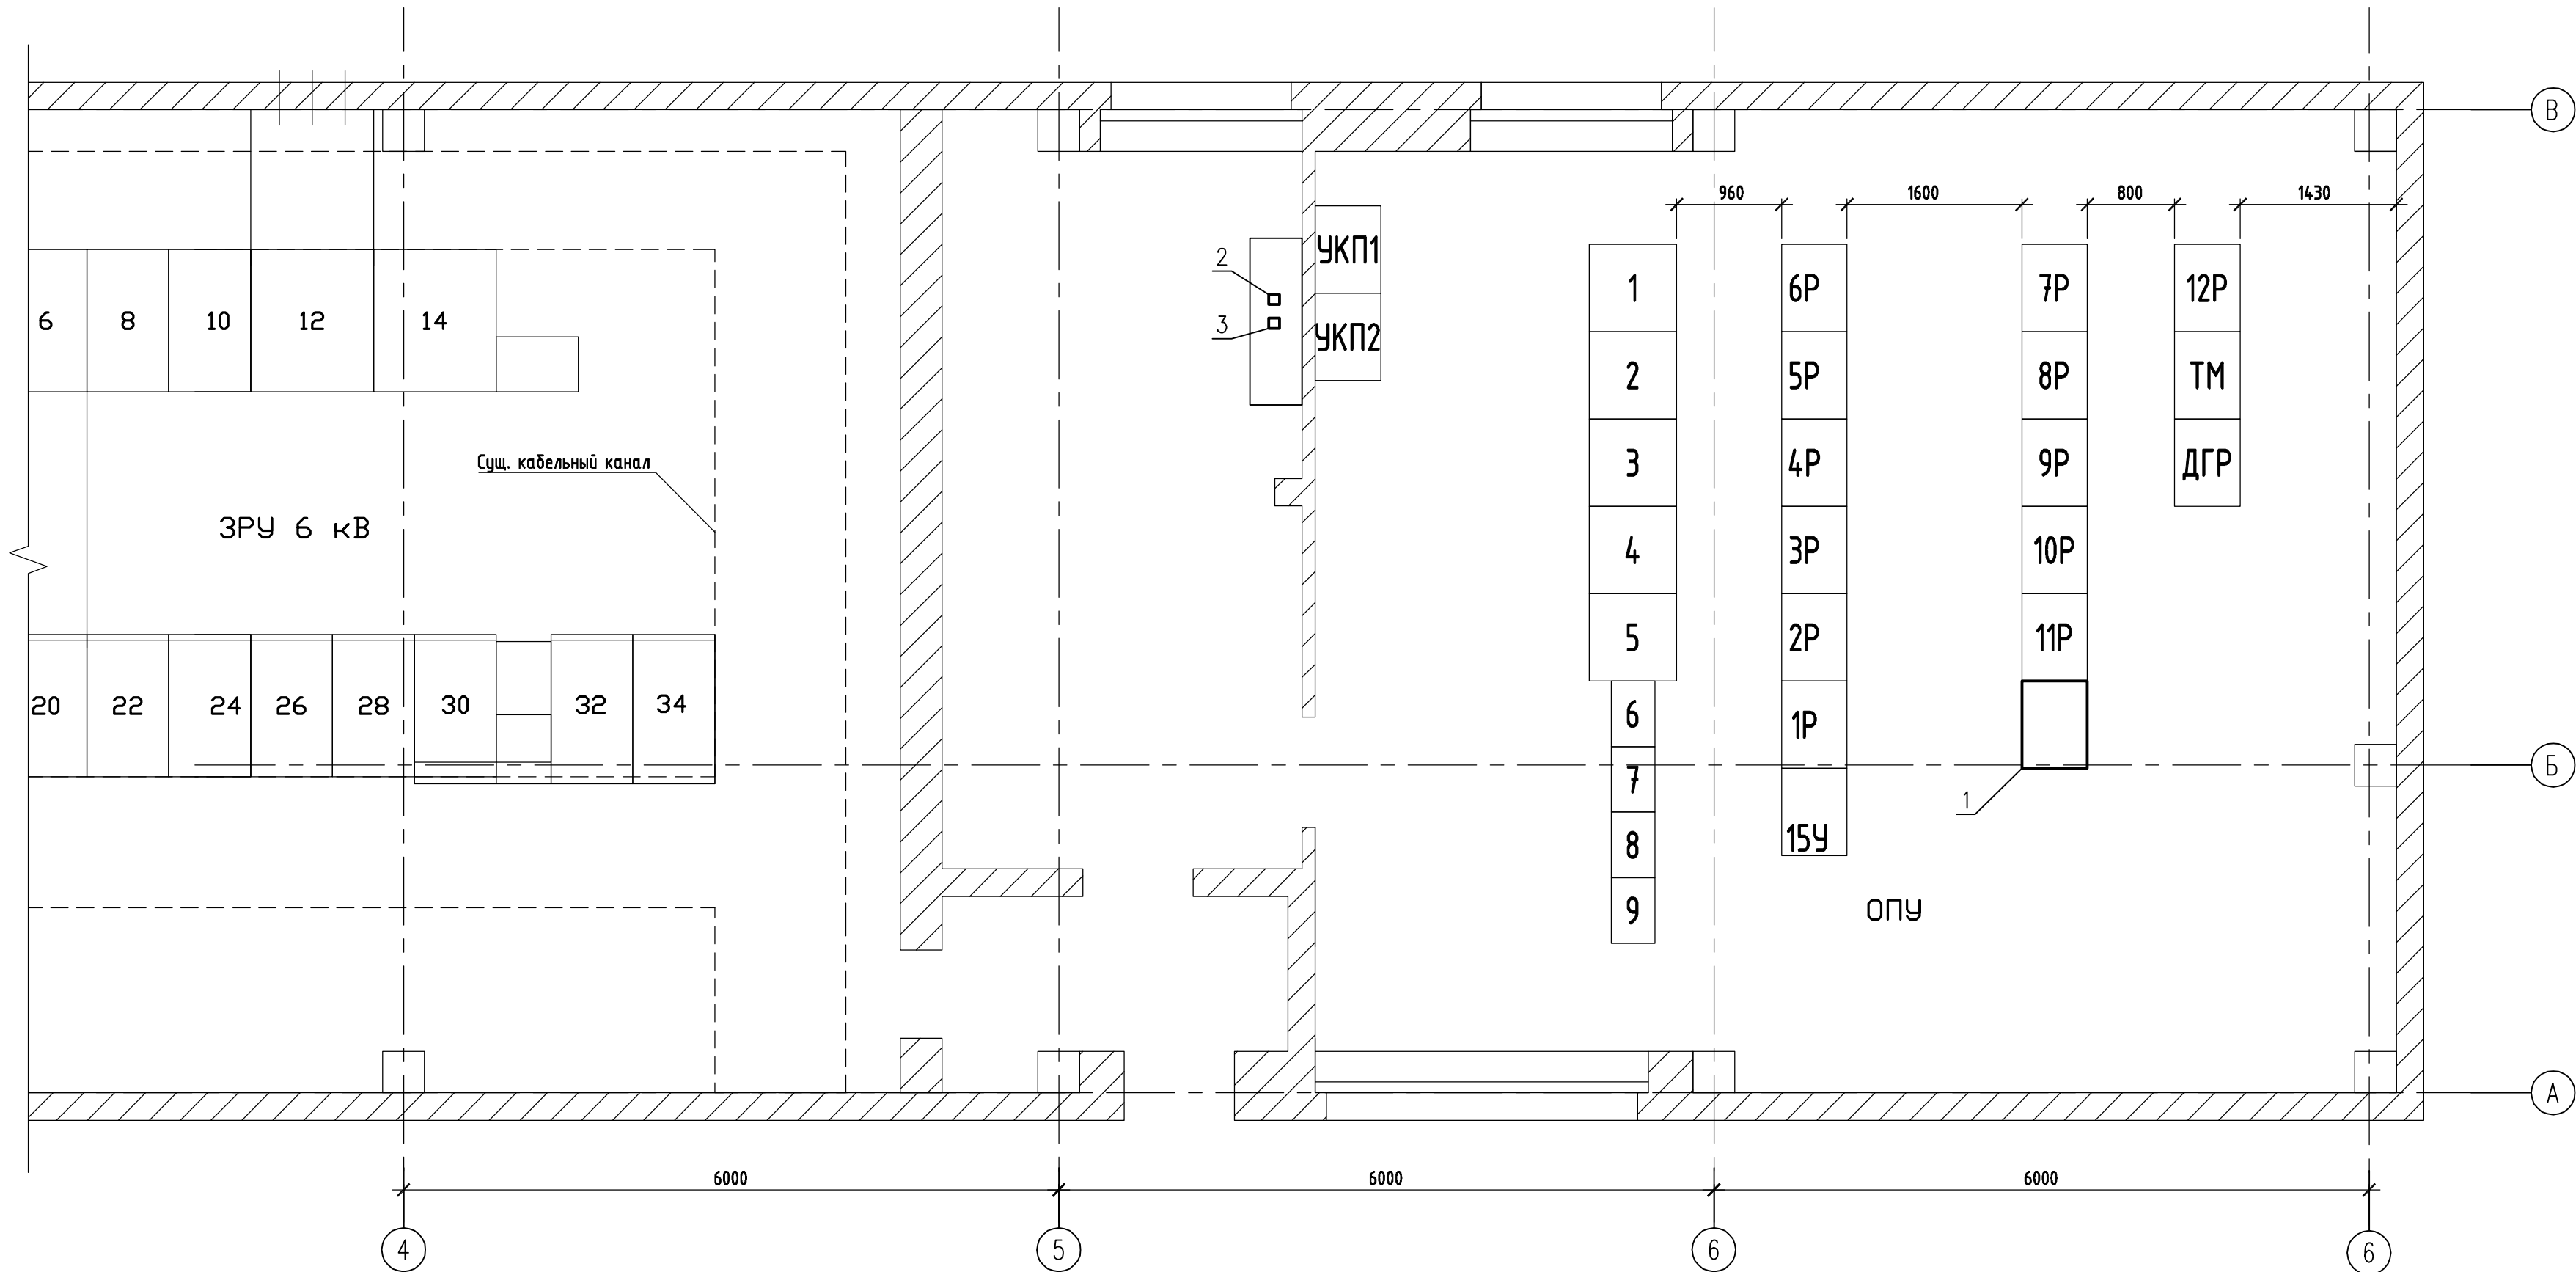 В
960
1600
800
1430
2
3
УКП1
УКП2
6
8
10
12
14
1
2
3
4
5
6
7
8
9
6Р
5Р
4Р
3Р
2Р
1Р
15У
7Р
8Р
9Р
10Р
11Р
12Р
ТМ
ДГР
Сущ. кабельный канал
ЗРУ 6 кВ
20
22
24
26
28
30
32
34
Б
1
ОПУ
А
6000
6000
6000
4
5
6
6